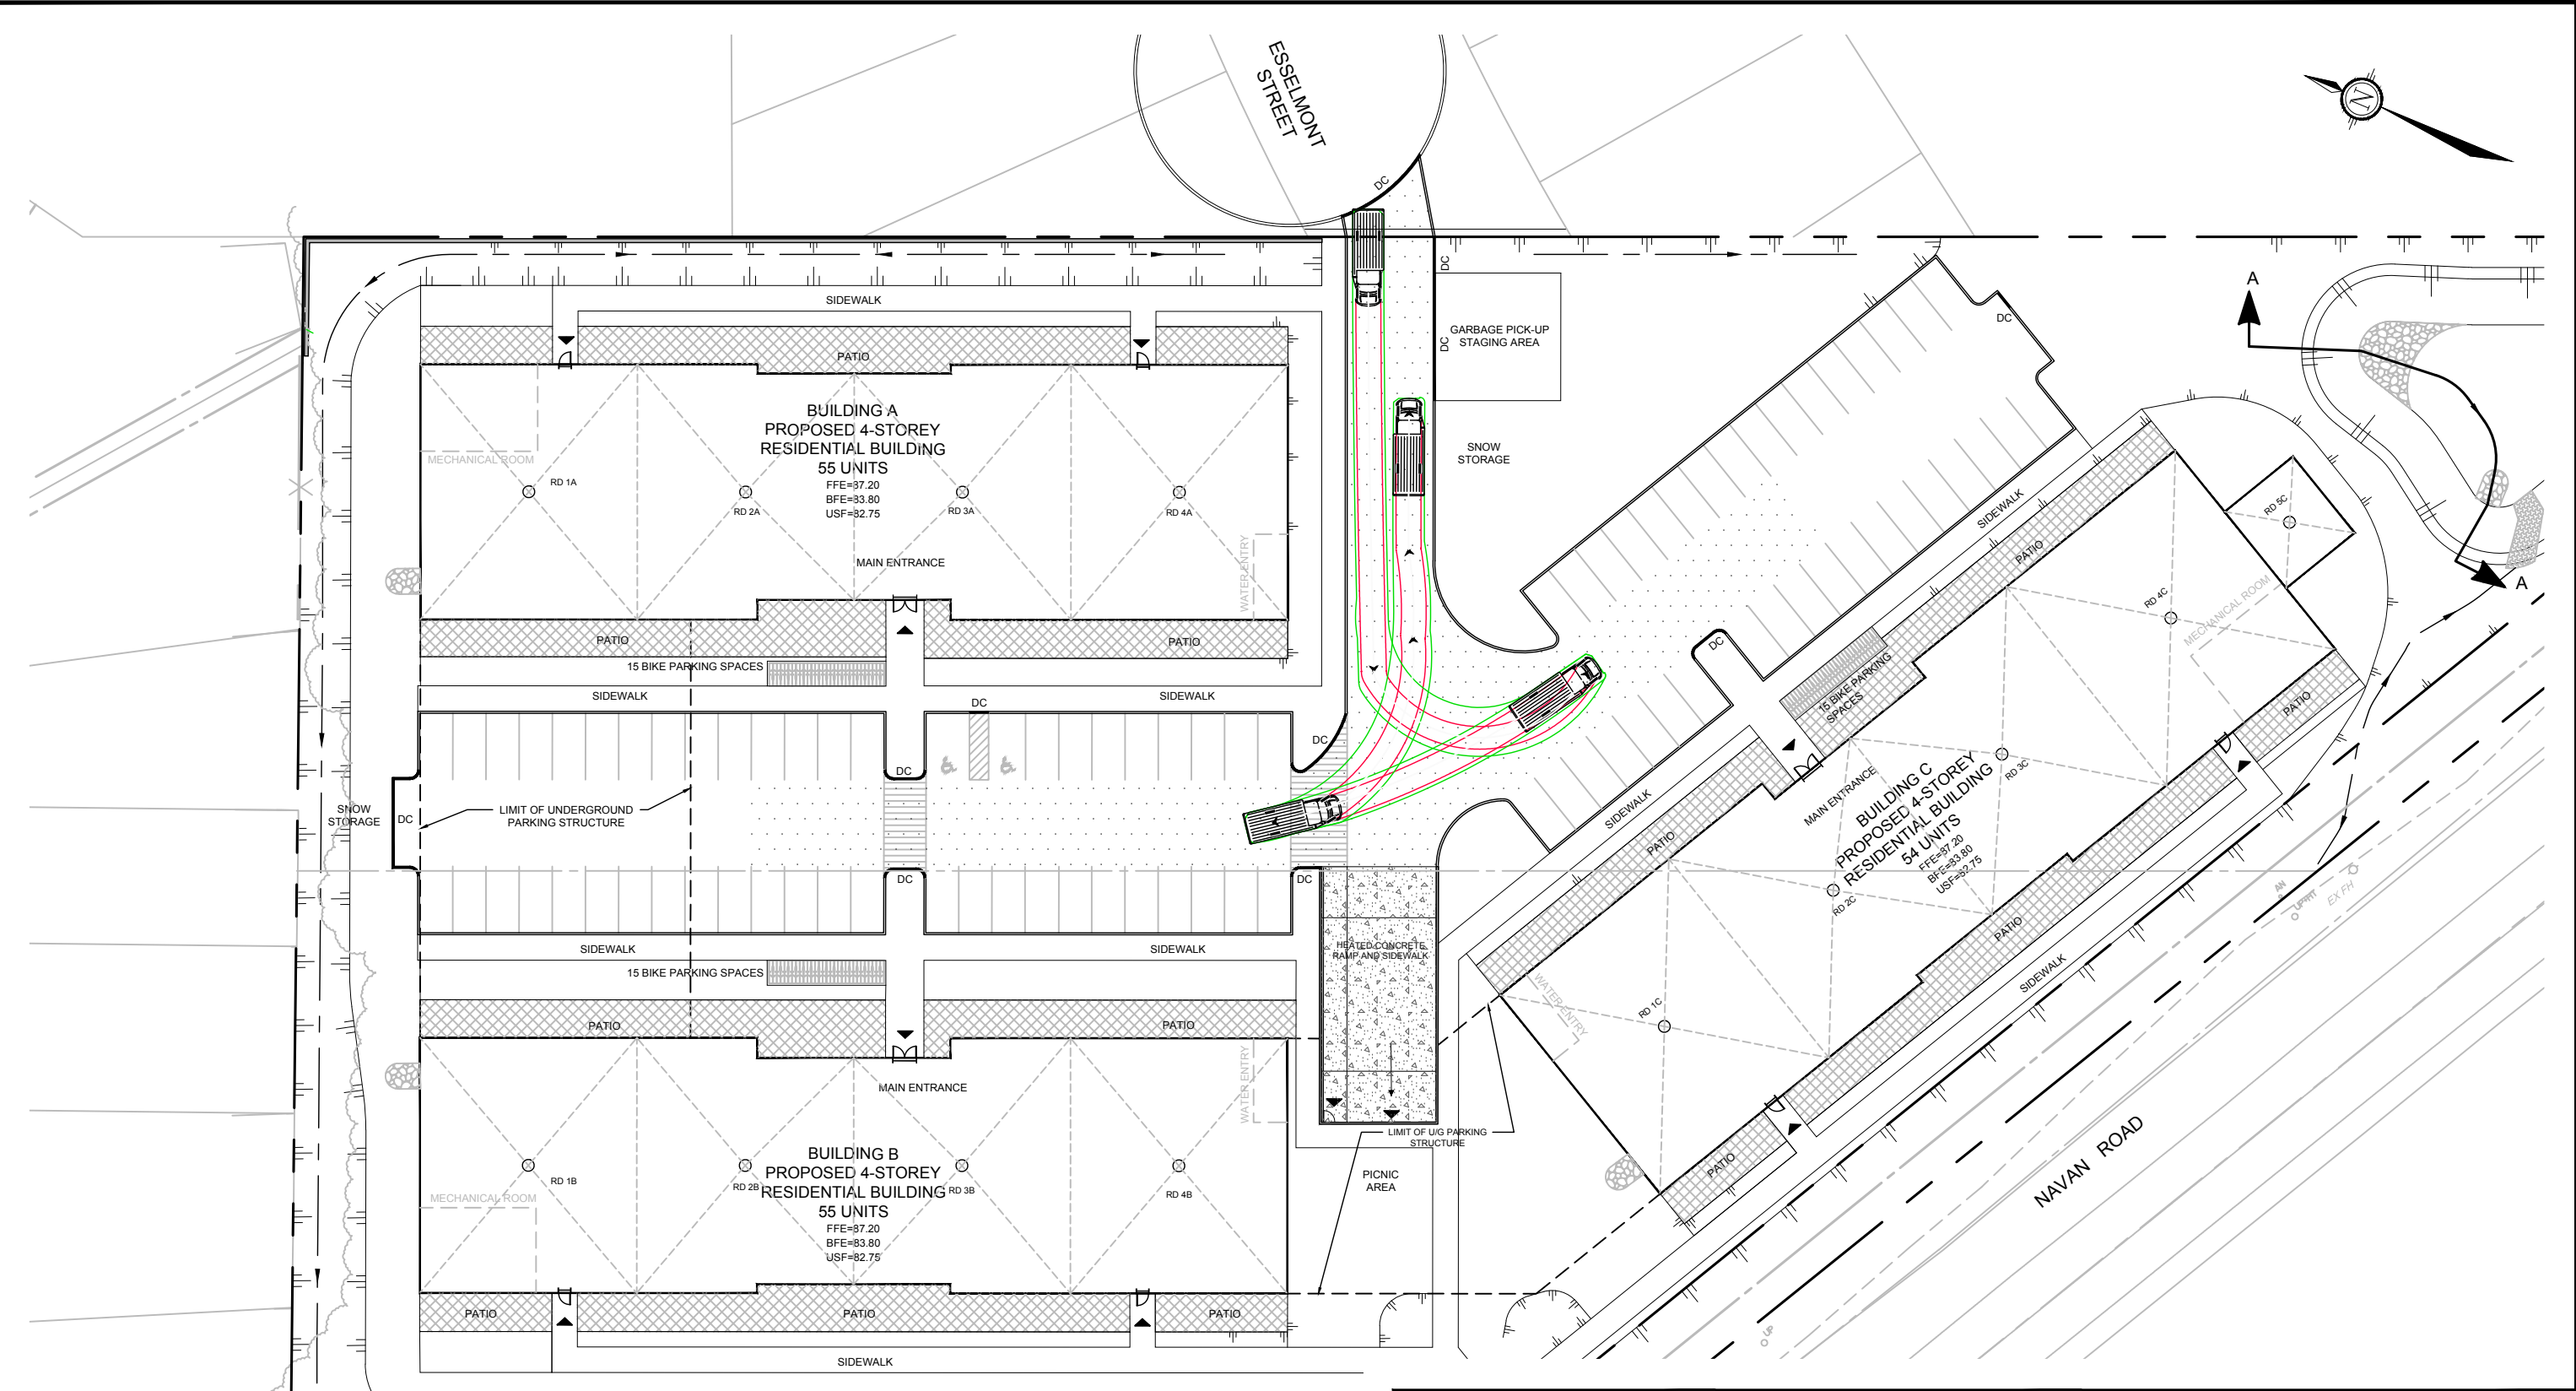 ESSELMONT
STREET
N
DC
DC
DC
GARBAGE PICK-UP
STAGING AREA
SNOW
STORAGE
SIDEWALK
PATIO
BUILDING A
PROPOSED 4-STOREY
RESIDENTIAL BUILDING
55 UNITS
FFE=87.20
BFE=83.80
USF=82.75
MECHANICAL ROOM
RD 1A
RD 2A
RD 3A
RD 4A
WATER ENTRY
MAIN ENTRANCE
PATIO
PATIO
15 BIKE PARKING SPACES
SIDEWALK
SIDEWALK
DC
DC
DC
SNOW
STORAGE
DC
LIMIT OF UNDERGROUND
PARKING STRUCTURE
DC
DC
SIDEWALK
SIDEWALK
15 BIKE PARKING SPACES
PATIO
PATIO
HEATED CONCRETE
RAMP AND SIDEWALK
MAIN ENTRANCE
WATER ENTRY
BUILDING B
PROPOSED 4-STOREY
RESIDENTIAL BUILDING
55 UNITS
FFE=87.20
BFE=83.80
USF=82.75
MECHANICAL ROOM
RD 1B
RD 2B
RD 3B
RD 4B
PATIO
PATIO
PATIO
SIDEWALK
LIMIT OF U/G PARKING
STRUCTURE
PICNIC
AREA
DC
DC
A
A
SIDEWALK
PATIO
RD 5C
RD 4C
MECHANICAL ROOM
15 BIKE PARKING
SPACES
PATIO
MAIN ENTRANCE
BUILDING C
PROPOSED 4-STOREY
RESIDENTIAL BUILDING
54 UNITS
FFE=87.20
BFE=83.80
USF=82.75
RD 3C
RD 2C
RD 1C
SIDEWALK
PATIO
WATER ENTRY
PATIO
PATIO
SIDEWALK
AN
EX FH
UP
NAVAN ROAD